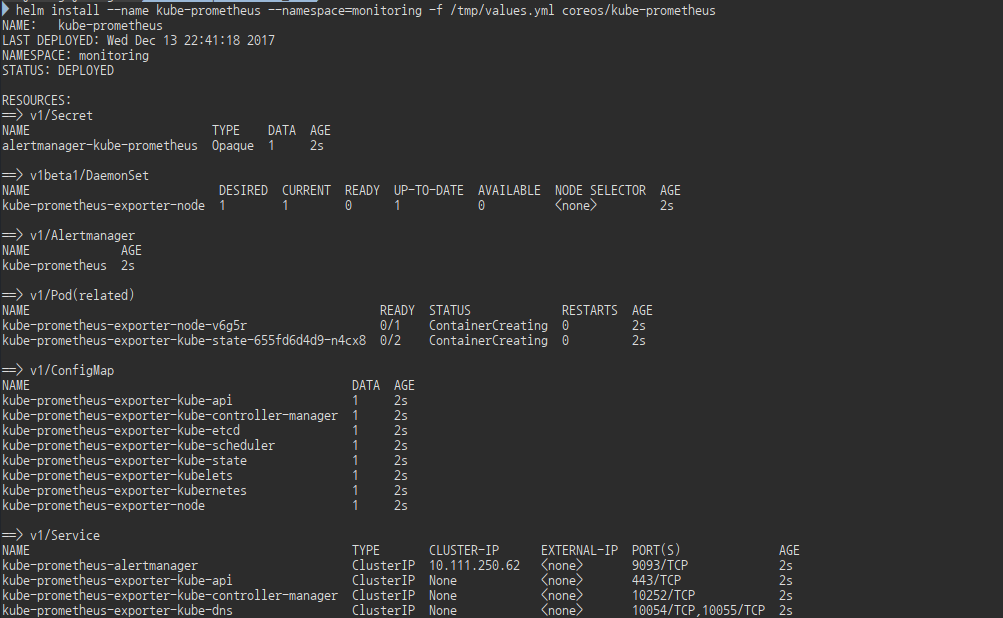 helm install --name kube-prometheus --namespace=monitoring -f /tmp/values.yml coreos/kube-prometheus
NAME:   kube-prometheus
LAST DEPLOYED: Wed Dec 13 22:41:18 2017
NAMESPACE: monitoring
STATUS: DEPLOYED

RESOURCES:
==> v1/Secret
NAME                          TYPE    DATA  AGE
alertmanager-kube-prometheus  Opaque  1     2s

==> v1beta1/DaemonSet
NAME                           DESIRED  CURRENT  READY  UP-TO-DATE  AVAILABLE  NODE SELECTOR  AGE
kube-prometheus-exporter-node  1        1        0      1           0          <none>         2s

==> v1/Alertmanager
NAME             AGE
kube-prometheus  2s

==> v1/Pod(related)
NAME                                                  READY  STATUS             RESTARTS  AGE
kube-prometheus-exporter-node-v6g5r                   0/1    ContainerCreating  0         2s
kube-prometheus-exporter-kube-state-655fd6d4d9-n4cx8  0/2    ContainerCreating  0         2s

==> v1/ConfigMap
NAME                                              DATA  AGE
kube-prometheus-exporter-kube-api                 1     2s
kube-prometheus-exporter-kube-controller-manager  1     2s
kube-prometheus-exporter-kube-etcd                1     2s
kube-prometheus-exporter-kube-scheduler           1     2s
kube-prometheus-exporter-kube-state               1     2s
kube-prometheus-exporter-kubelets                 1     2s
kube-prometheus-exporter-kubernetes               1     2s
kube-prometheus-exporter-node                     1     2s

==> v1/Service
NAME                                              TYPE       CLUSTER-IP     EXTERNAL-IP  PORT(S)              AGE
kube-prometheus-alertmanager                      ClusterIP  10.111.250.62  <none>       9093/TCP             2s
kube-prometheus-exporter-kube-api                 ClusterIP  None           <none>       443/TCP              2s
kube-prometheus-exporter-kube-controller-manager  ClusterIP  None           <none>       10252/TCP            2s
kube-prometheus-exporter-kube-dns                 ClusterIP  None           <none>       10054/TCP,10055/TCP  2s